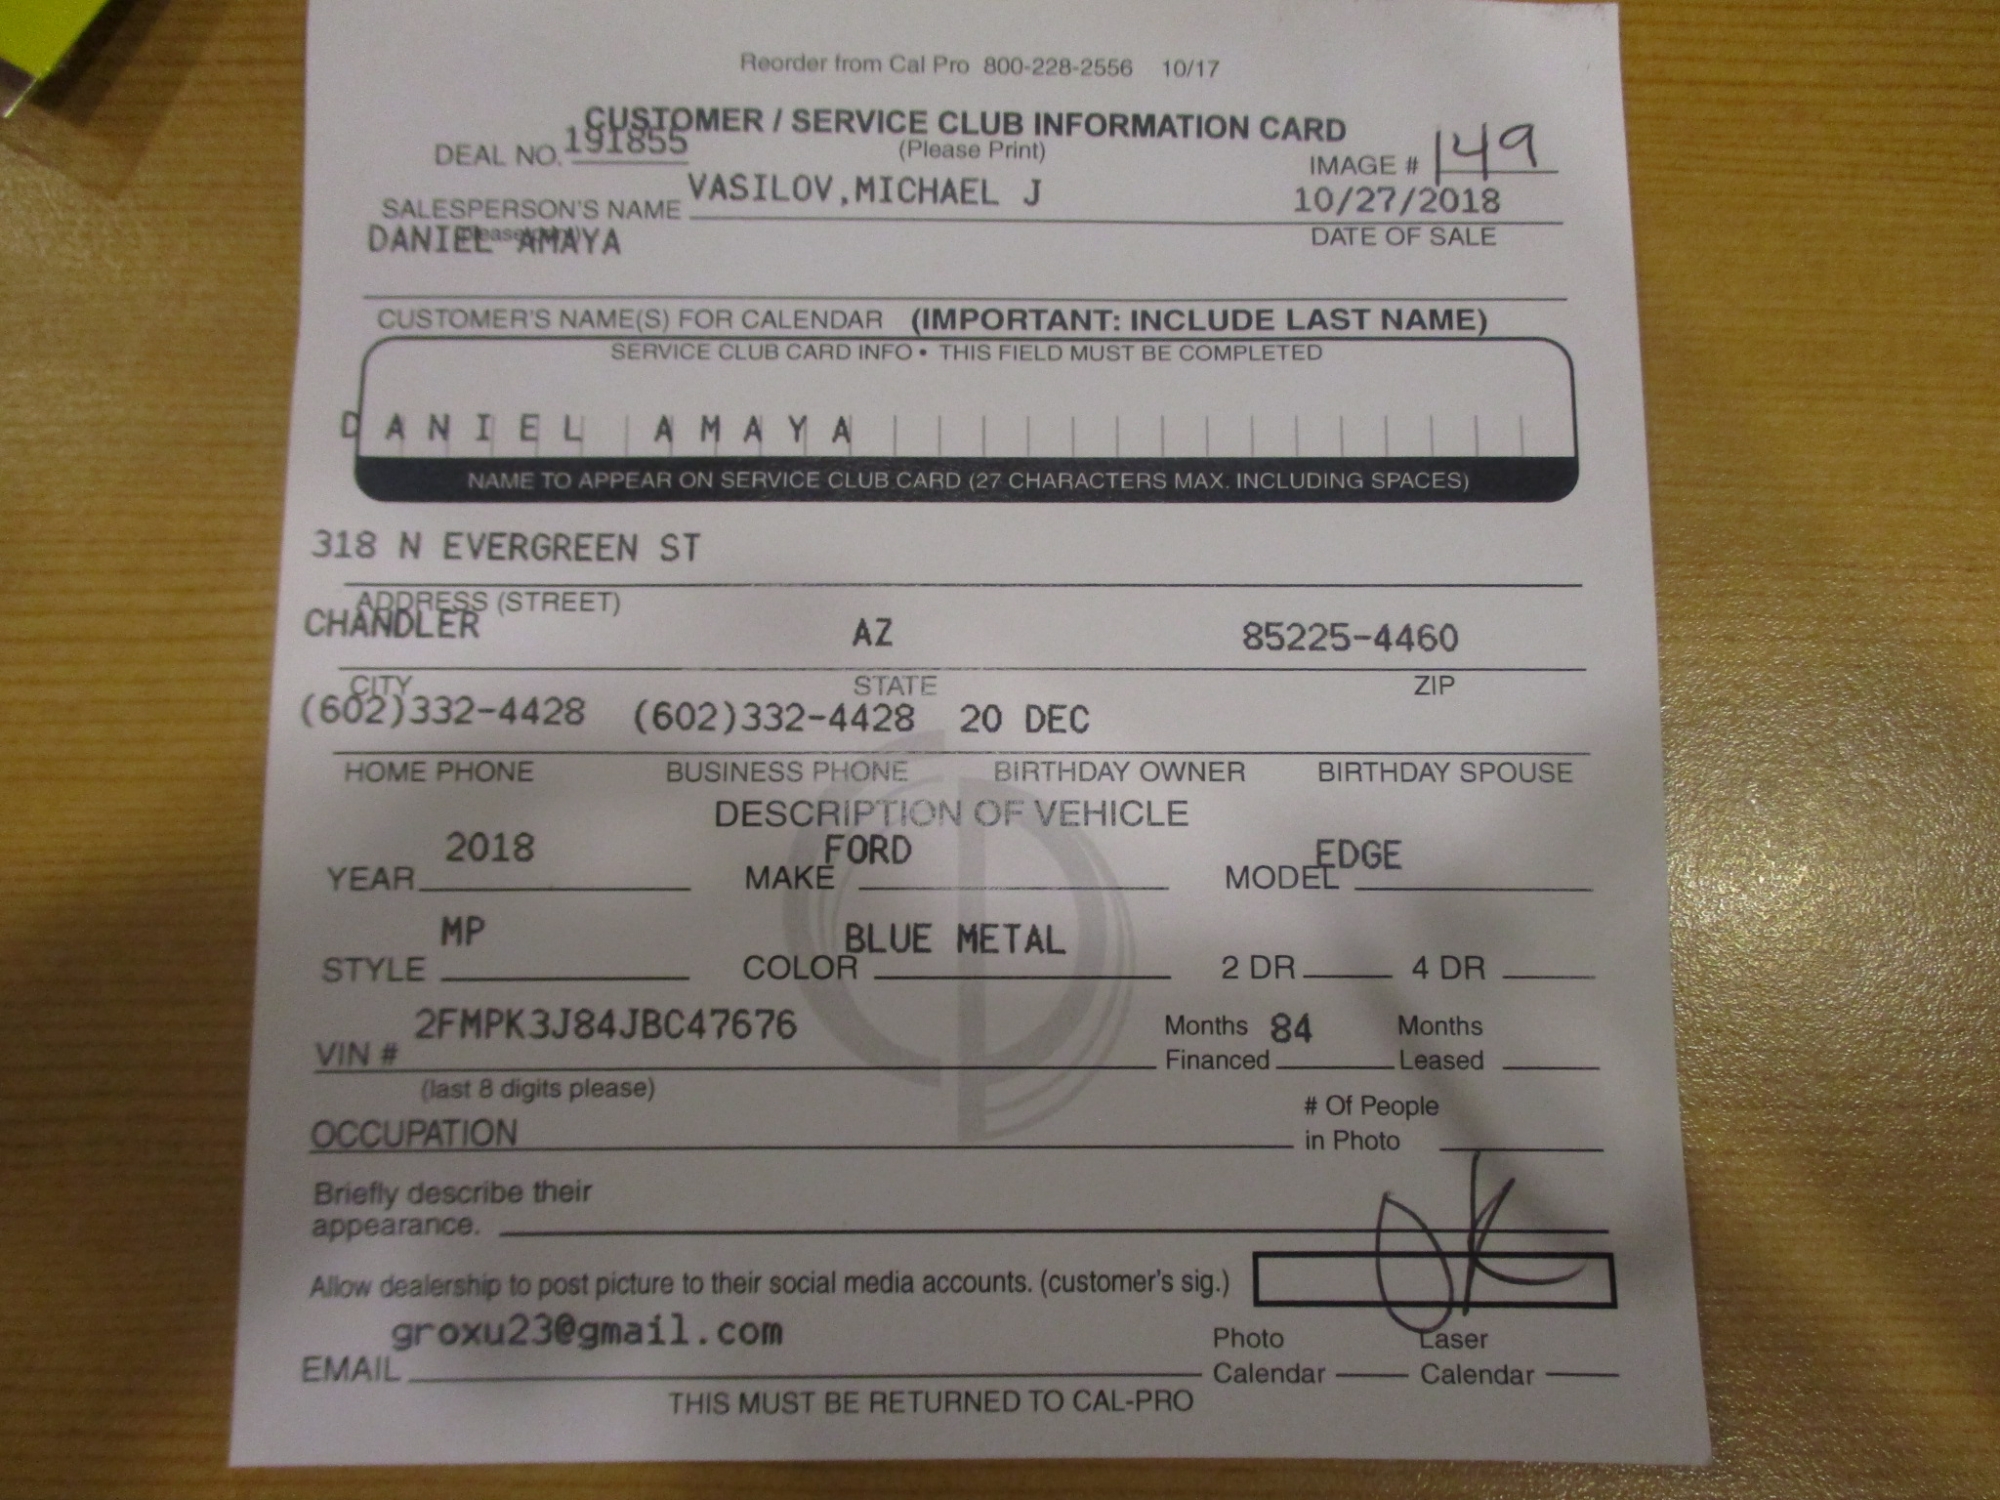 Reorder from Cal Pro 800-228-2556 10/17
CUSTOMER / SERVICE CLUB INFORMATION CARD
DEAL NO. 191855 (Please Print) IMAGE # 149
SALESPERSON'S NAME VASILOV,MICHAEL J 10/27/2018
(please print) DATE OF SALE
DANIEL AMAYA
CUSTOMER'S NAME(S) FOR CALENDAR (IMPORTANT: INCLUDE LAST NAME)
SERVICE CLUB CARD INFO • THIS FIELD MUST BE COMPLETED
DANIEL AMAYA
NAME TO APPEAR ON SERVICE CLUB CARD (27 CHARACTERS MAX. INCLUDING SPACES)
318 N EVERGREEN ST
ADDRESS (STREET)
CHANDLER AZ 85225-4460
CITY STATE ZIP
(602)332-4428 (602)332-4428 20 DEC
HOME PHONE BUSINESS PHONE BIRTHDAY OWNER BIRTHDAY SPOUSE
DESCRIPTION OF VEHICLE
YEAR 2018 MAKE FORD MODEL EDGE
STYLE MP COLOR BLUE METAL 2 DR 4 DR
VIN # 2FMPK3J84JBC47676 Months Financed 84 Months Leased
(last 8 digits please)
OCCUPATION # Of People in Photo
Briefly describe their
appearance.
Allow dealership to post picture to their social media accounts. (customer's sig.)
EMAIL groxu23@gmail.com Photo Calendar Laser Calendar
THIS MUST BE RETURNED TO CAL-PRO